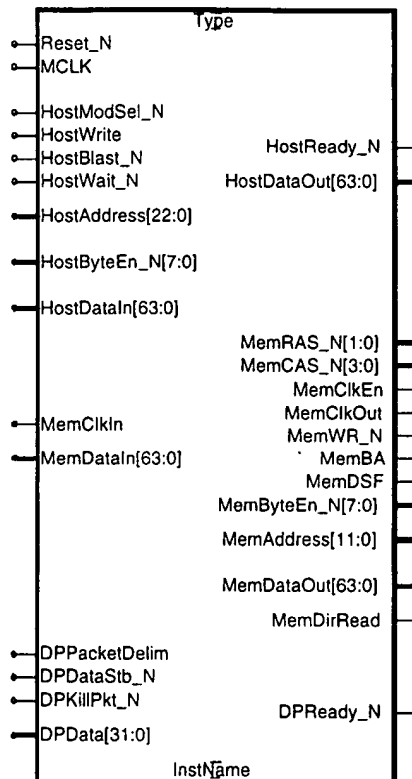 Type
Reset_N
MCLK
HostModSel_N
HostWrite
HostBlast_N
HostWait_N
HostAddress[22:0]
HostByteEn_N[7:0]
HostDataIn[63:0]
MemClkIn
MemDataIn[63:0]
DPPacketDelim
DPDataStb_N
DPKillPkt_N
DPData[31:0]
HostReady_N
HostDataOut[63:0]
MemRAS_N[1:0]
MemCAS_N[3:0]
MemClkEn
MemClkOut
MemWR_N
MemBA
MemDSF
MemByteEn_N[7:0]
MemAddress[11:0]
MemDataOut[63:0]
MemDirRead
DPReady_N
InstName